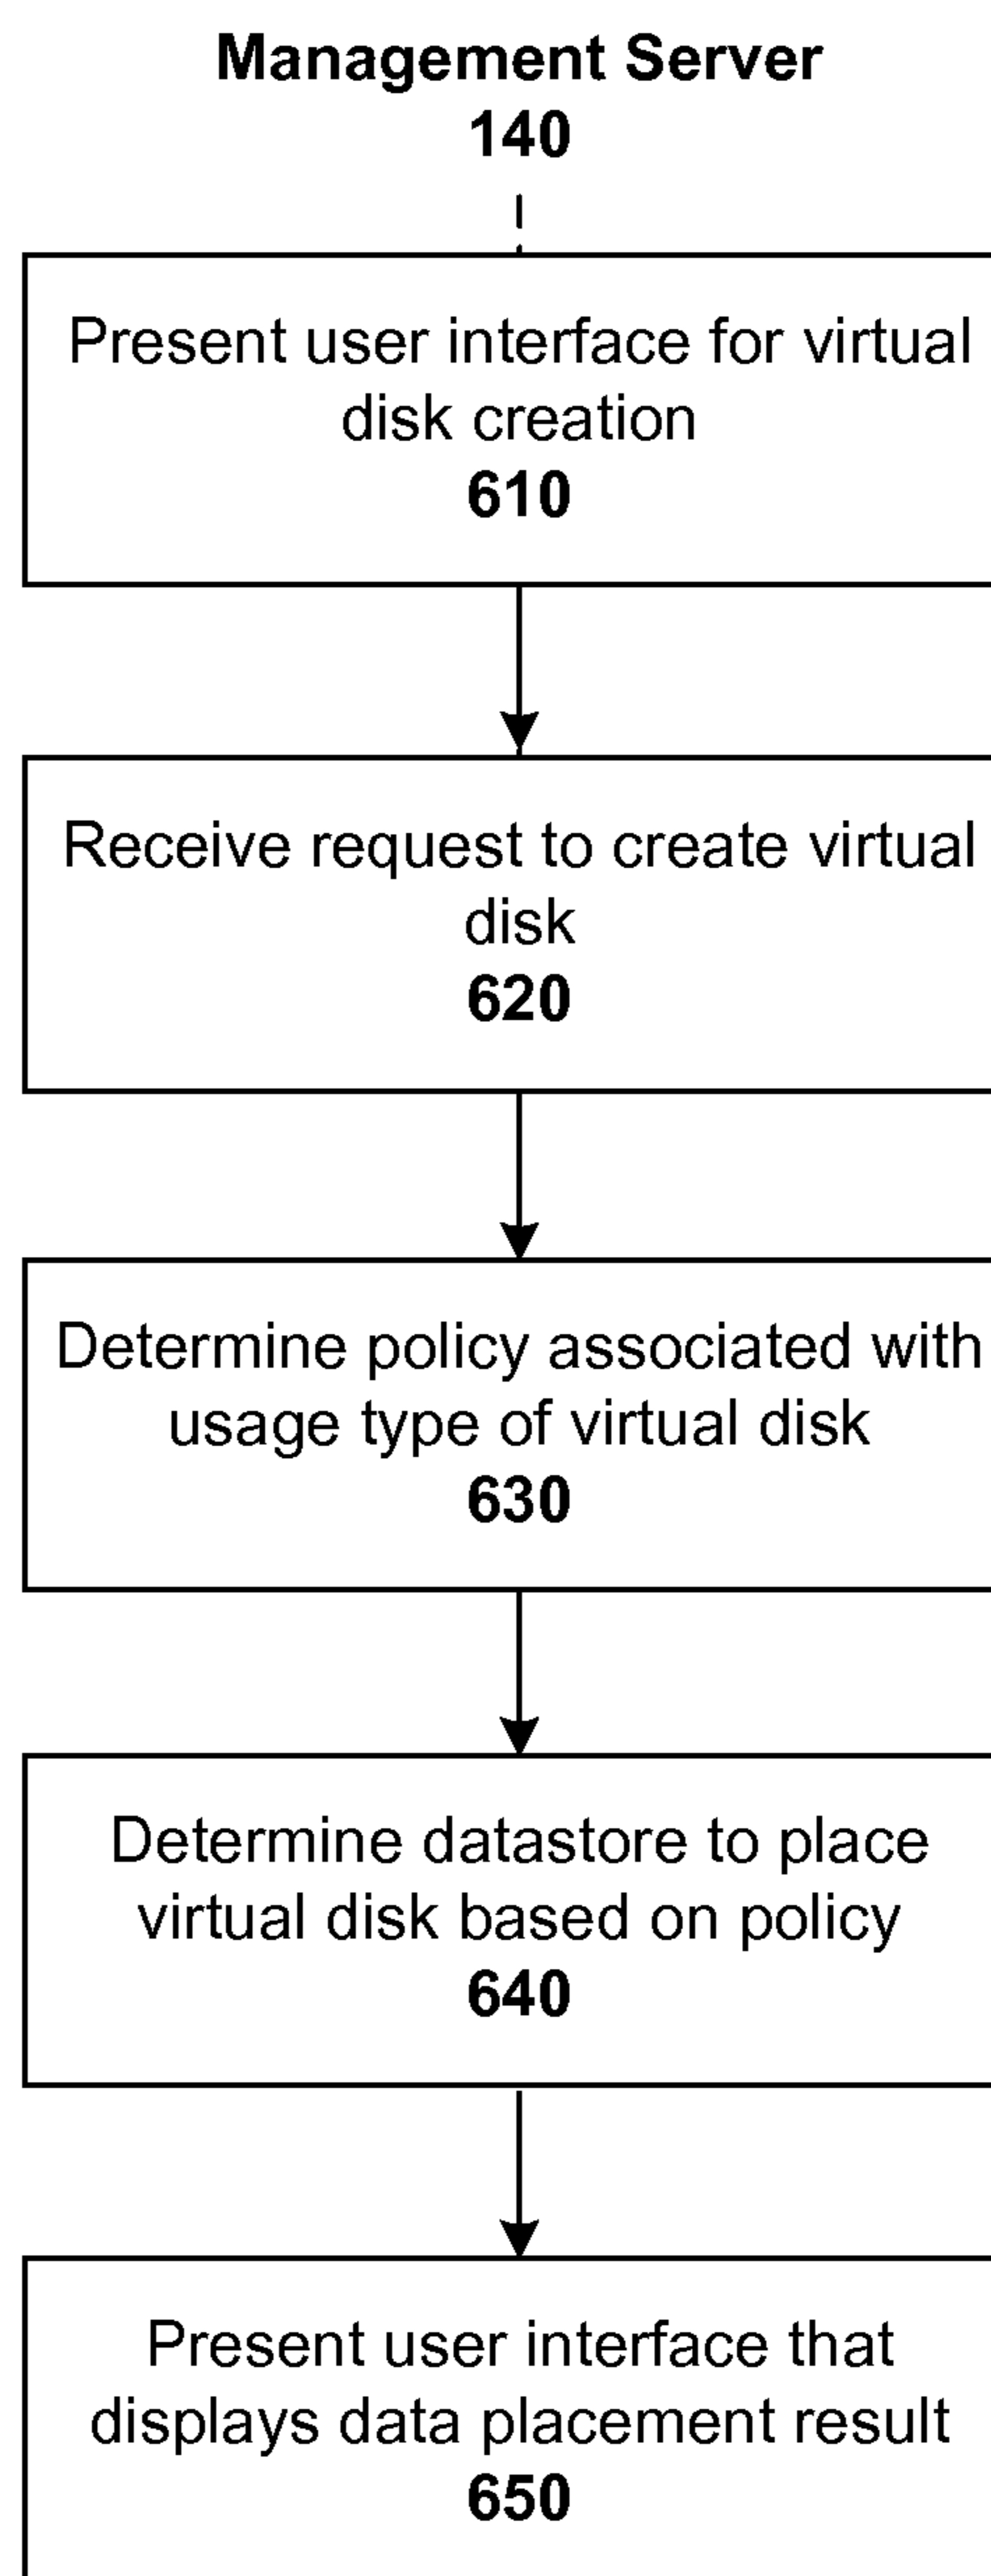 Management Server
140
Present user interface for virtual
disk creation
610
Receive request to create virtual
disk
620
Determine policy associated with
usage type of virtual disk
630
Determine datastore to place
virtual disk based on policy
640
Present user interface that
displays data placement result
650